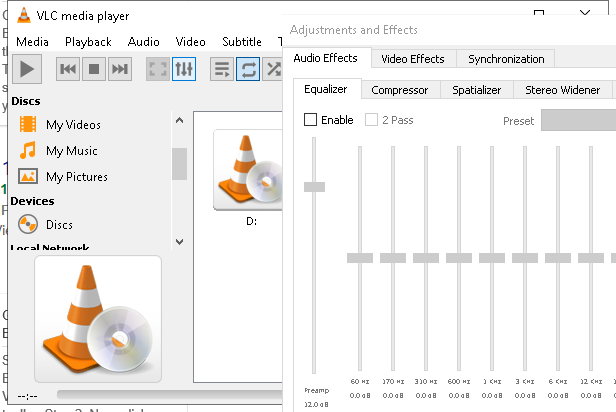 VLC media player
Media Playback Audio Video Subtitle
Discs
My Videos
My Music
My Pictures
Devices
Discs
Local Network
D:
--:--
Adjustments and Effects
Audio Effects Video Effects Synchronization
Equalizer Compressor Spatializer Stereo Widener
Enable 2 Pass Preset
Preamp 60 Hz 170 Hz 310 Hz 600 Hz 1 KHz 3 KHz 6 KHz 12 KHz
12.0 dB 0.0 dB 0.0 dB 0.0 dB 0.0 dB 0.0 dB 0.0 dB 0.0 dB 0.0 dB